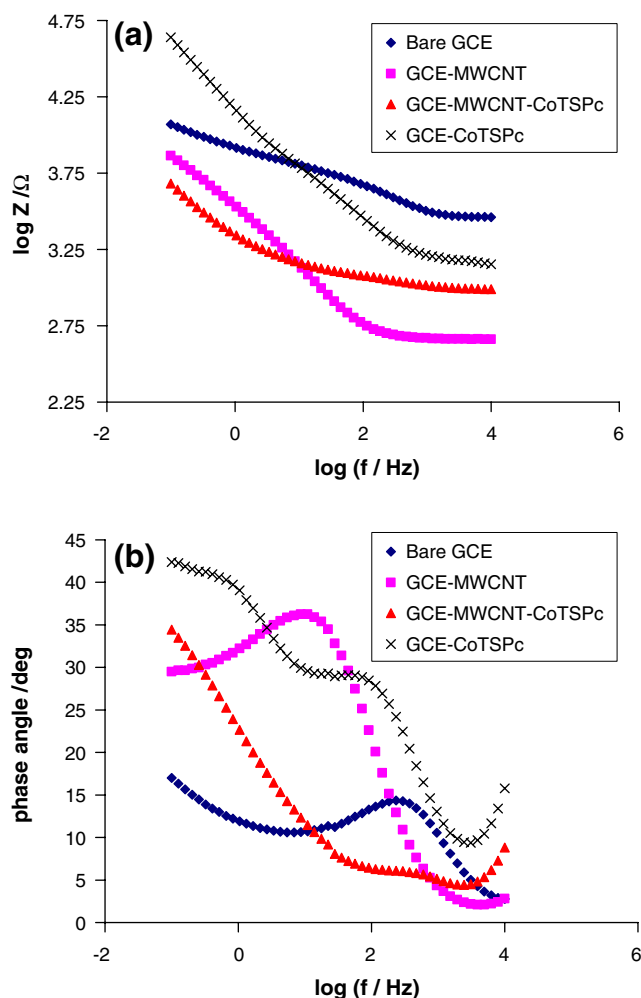 (a)
4.75
4.25
3.75
3.25
2.75
2.25
log Z /Ω
-2
0
2
4
6
log (f / Hz)
Bare GCE
GCE-MWCNT
GCE-MWCNT-CoTSPc
GCE-CoTSPc
(b)
45
40
35
30
25
20
15
10
5
0
phase angle /deg
-2
0
2
4
6
log (f / Hz)
Bare GCE
GCE-MWCNT
GCE-MWCNT-CoTSPc
GCE-CoTSPc